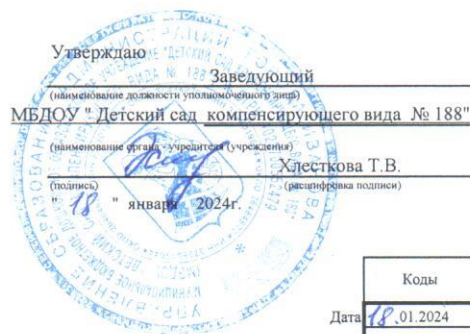 Утверждаю
Заведующий
(наименование должности уполномоченного лица)
МБДОУ " Детский сад компенсирующего вида № 188"
(наименование органа - учредителя (учреждения)
Хлесткова Т.В.
(подпись) (расшифровка подписи)
" 18 " января 2024г.
Коды
Дата 18.01.2024